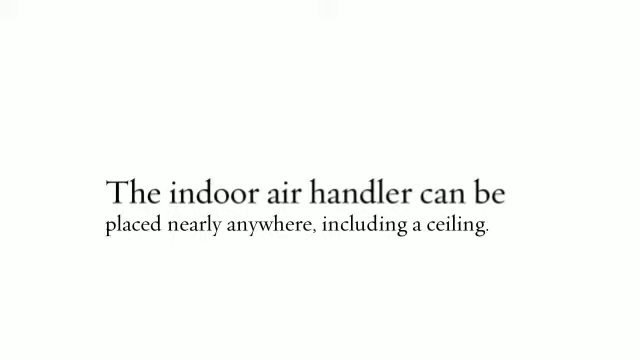 The indoor air handler can be
placed nearly anywhere, including a ceiling.